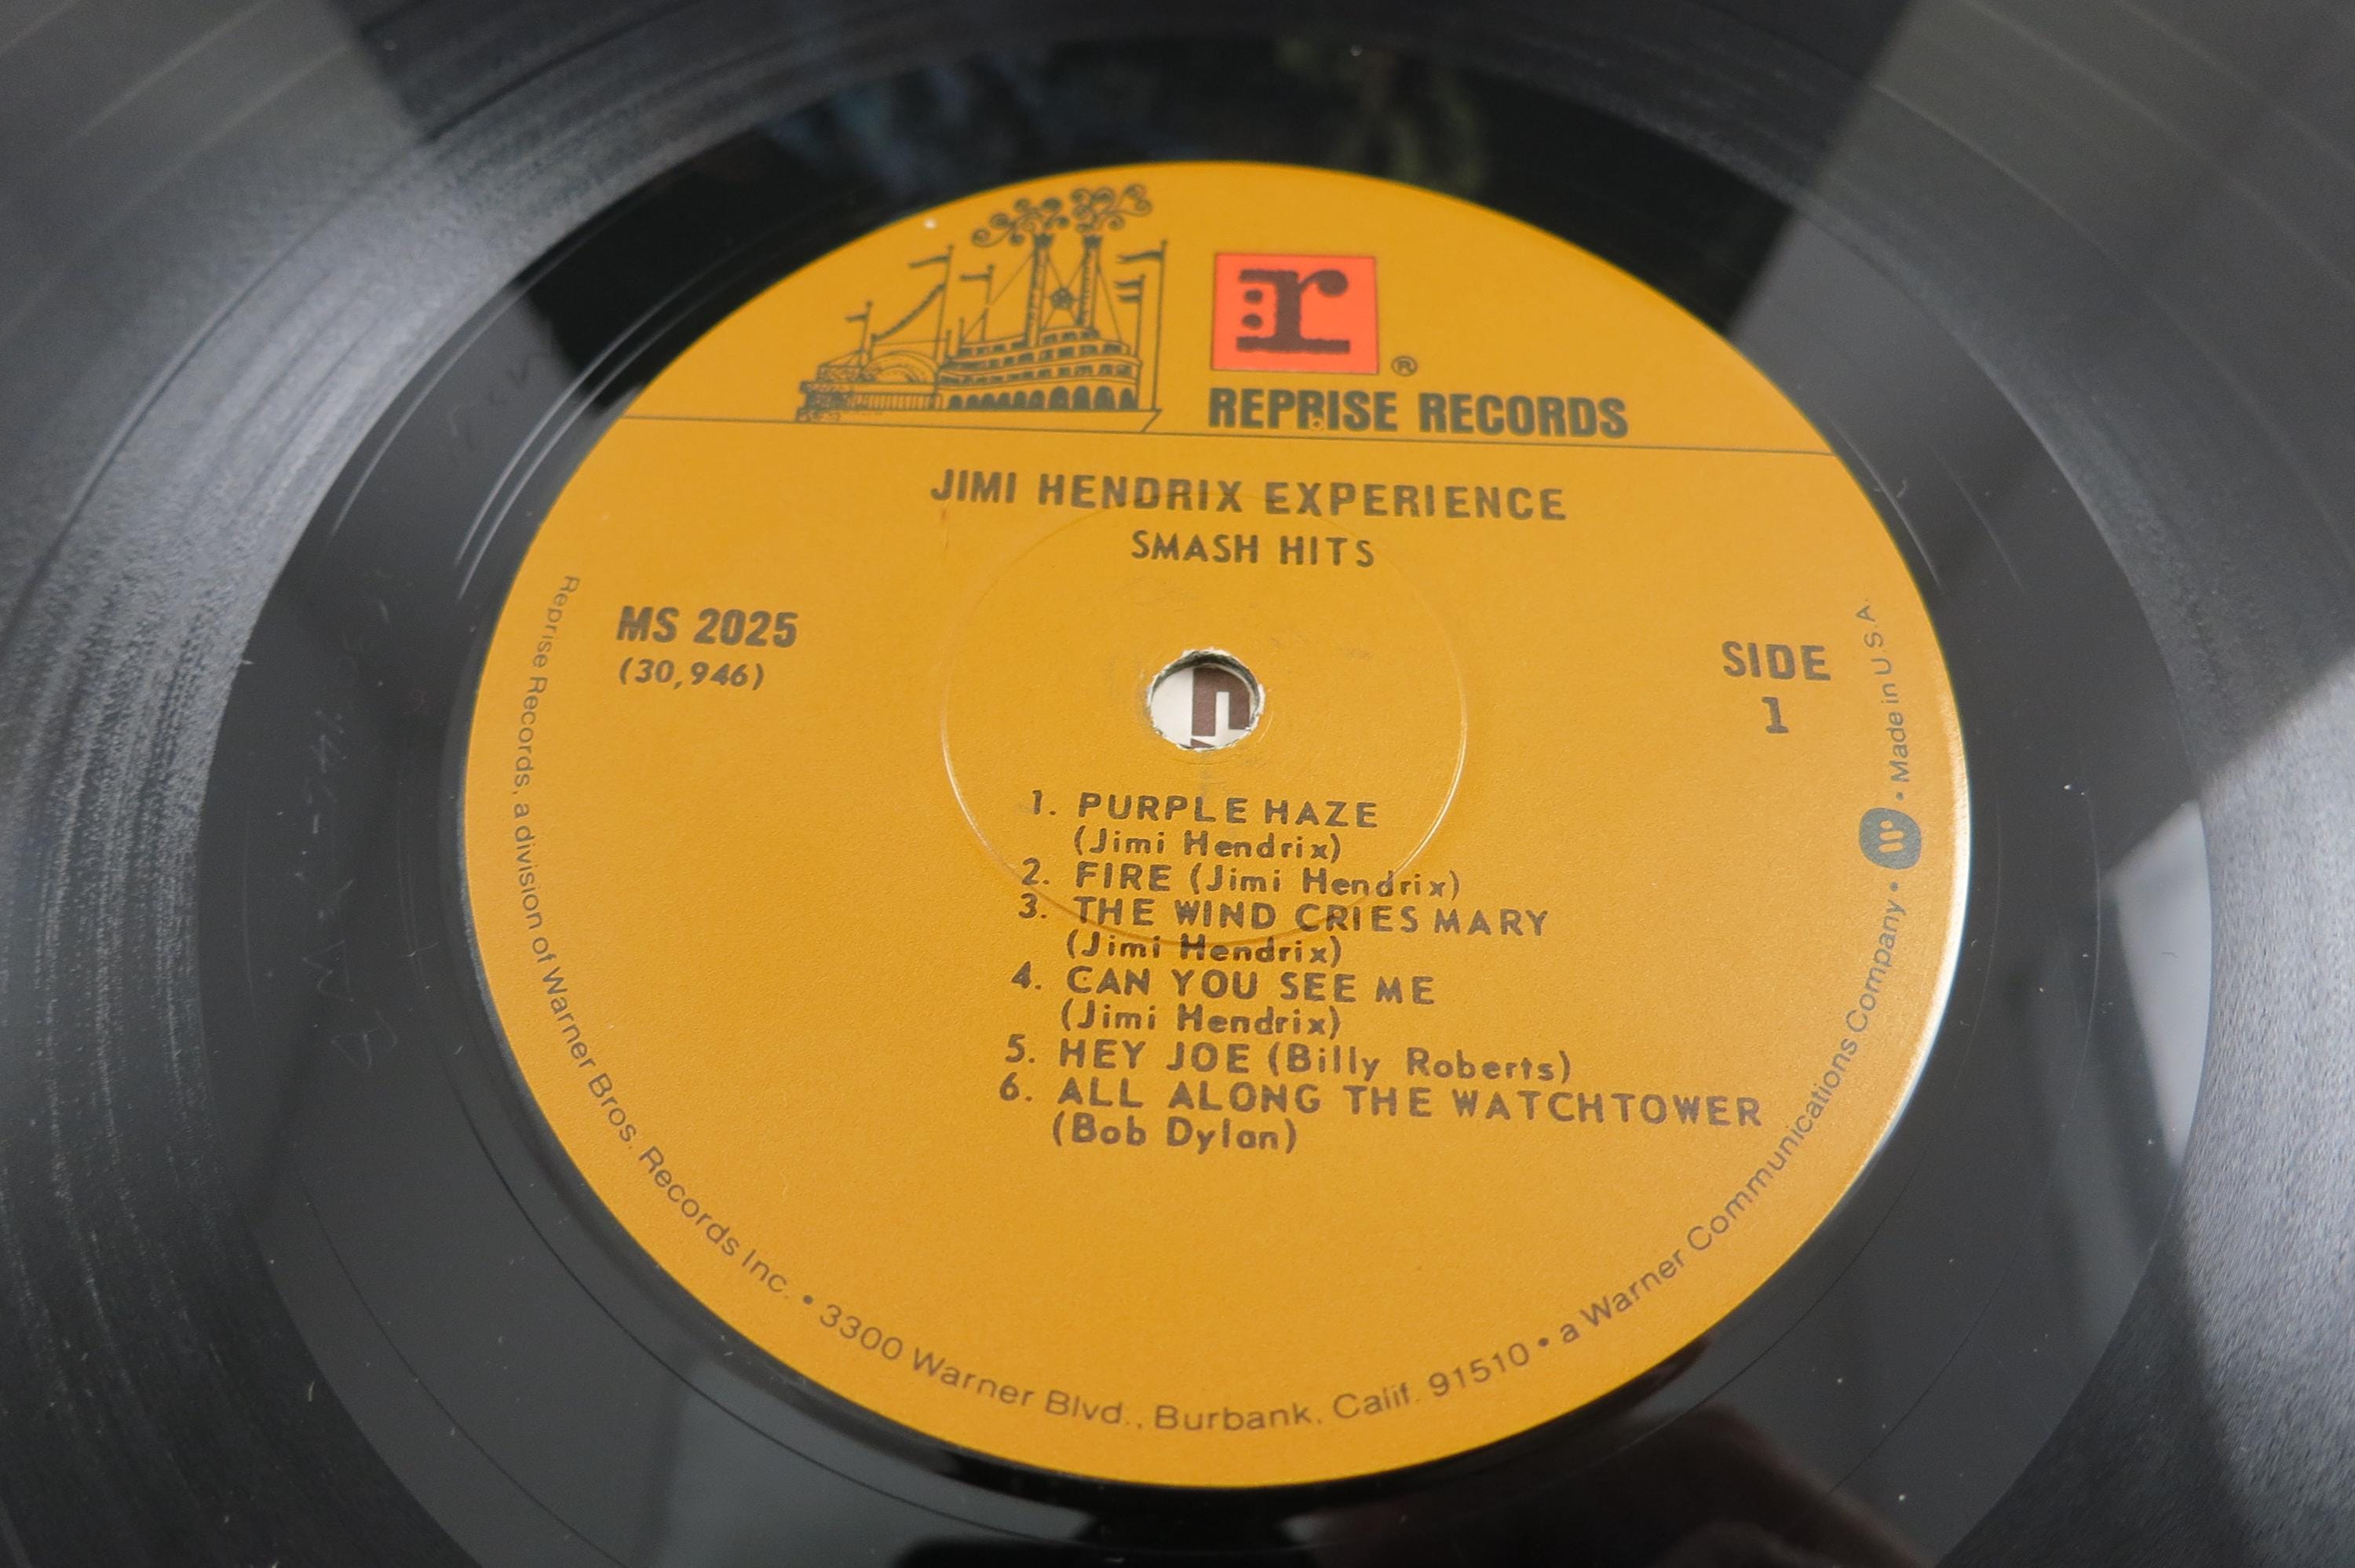 r
®
REPRISE RECORDS
JIMI HENDRIX EXPERIENCE
SMASH HITS
MS 2025
(30,946)
SIDE
1
1. PURPLE HAZE
(Jimi Hendrix)
2. FIRE (Jimi Hendrix)
3. THE WIND CRIES MARY
(Jimi Hendrix)
4. CAN YOU SEE ME
(Jimi Hendrix)
5. HEY JOE (Billy Roberts)
6. ALL ALONG THE WATCHTOWER
(Bob Dylan)
Reprise Records, a division of Warner Bros. Records Inc. • 3300 Warner Blvd., Burbank, Calif. 91510 • a Warner Communications Company • W • Made in U.S.A.